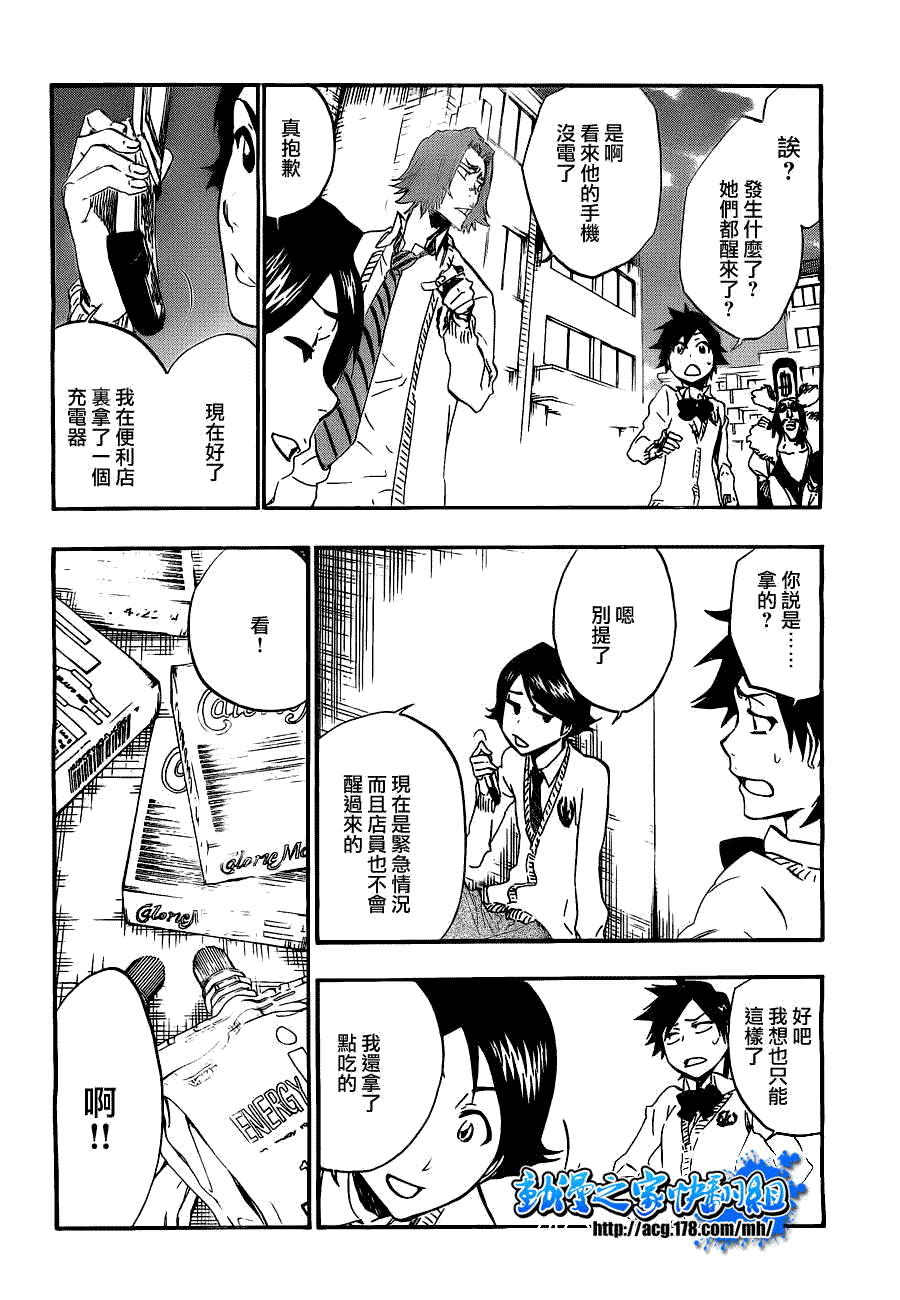 誒？
發生什麼了？
她們都醒來了？
是啊
看來他的手機
沒電了
真抱歉
現在好了
我在便利店
裏拿了一個
充電器
你說是……
拿的？
嗯
別提了
現在是緊急情況
而且店員也不會
醒過來的
看！
4.22
Calorie
Calorie
Calorie
ENERGY
好吧
我想也只能
這樣了
我還拿了
點吃的
啊!!
動漫之家快翻組
http://acg.178.com/mh/